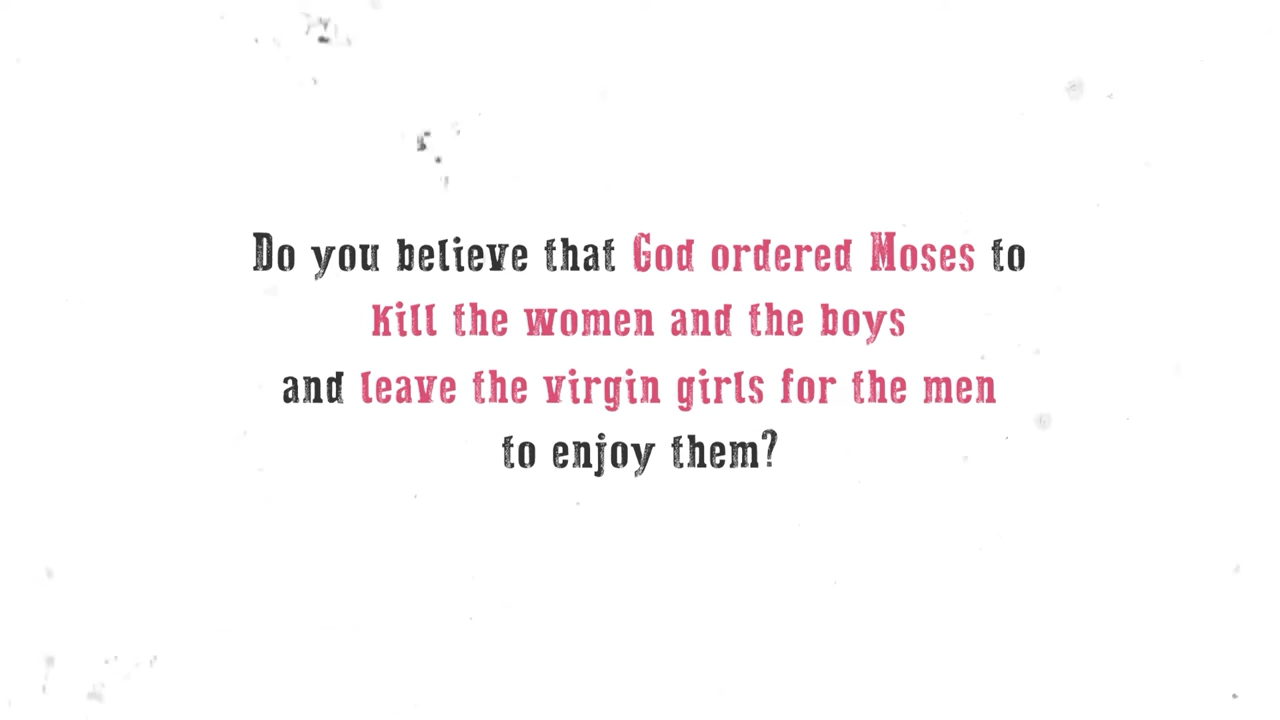 Do you believe that God ordered Moses to
Kill the women and the boys
and leave the virgin girls for the men
to enjoy them?